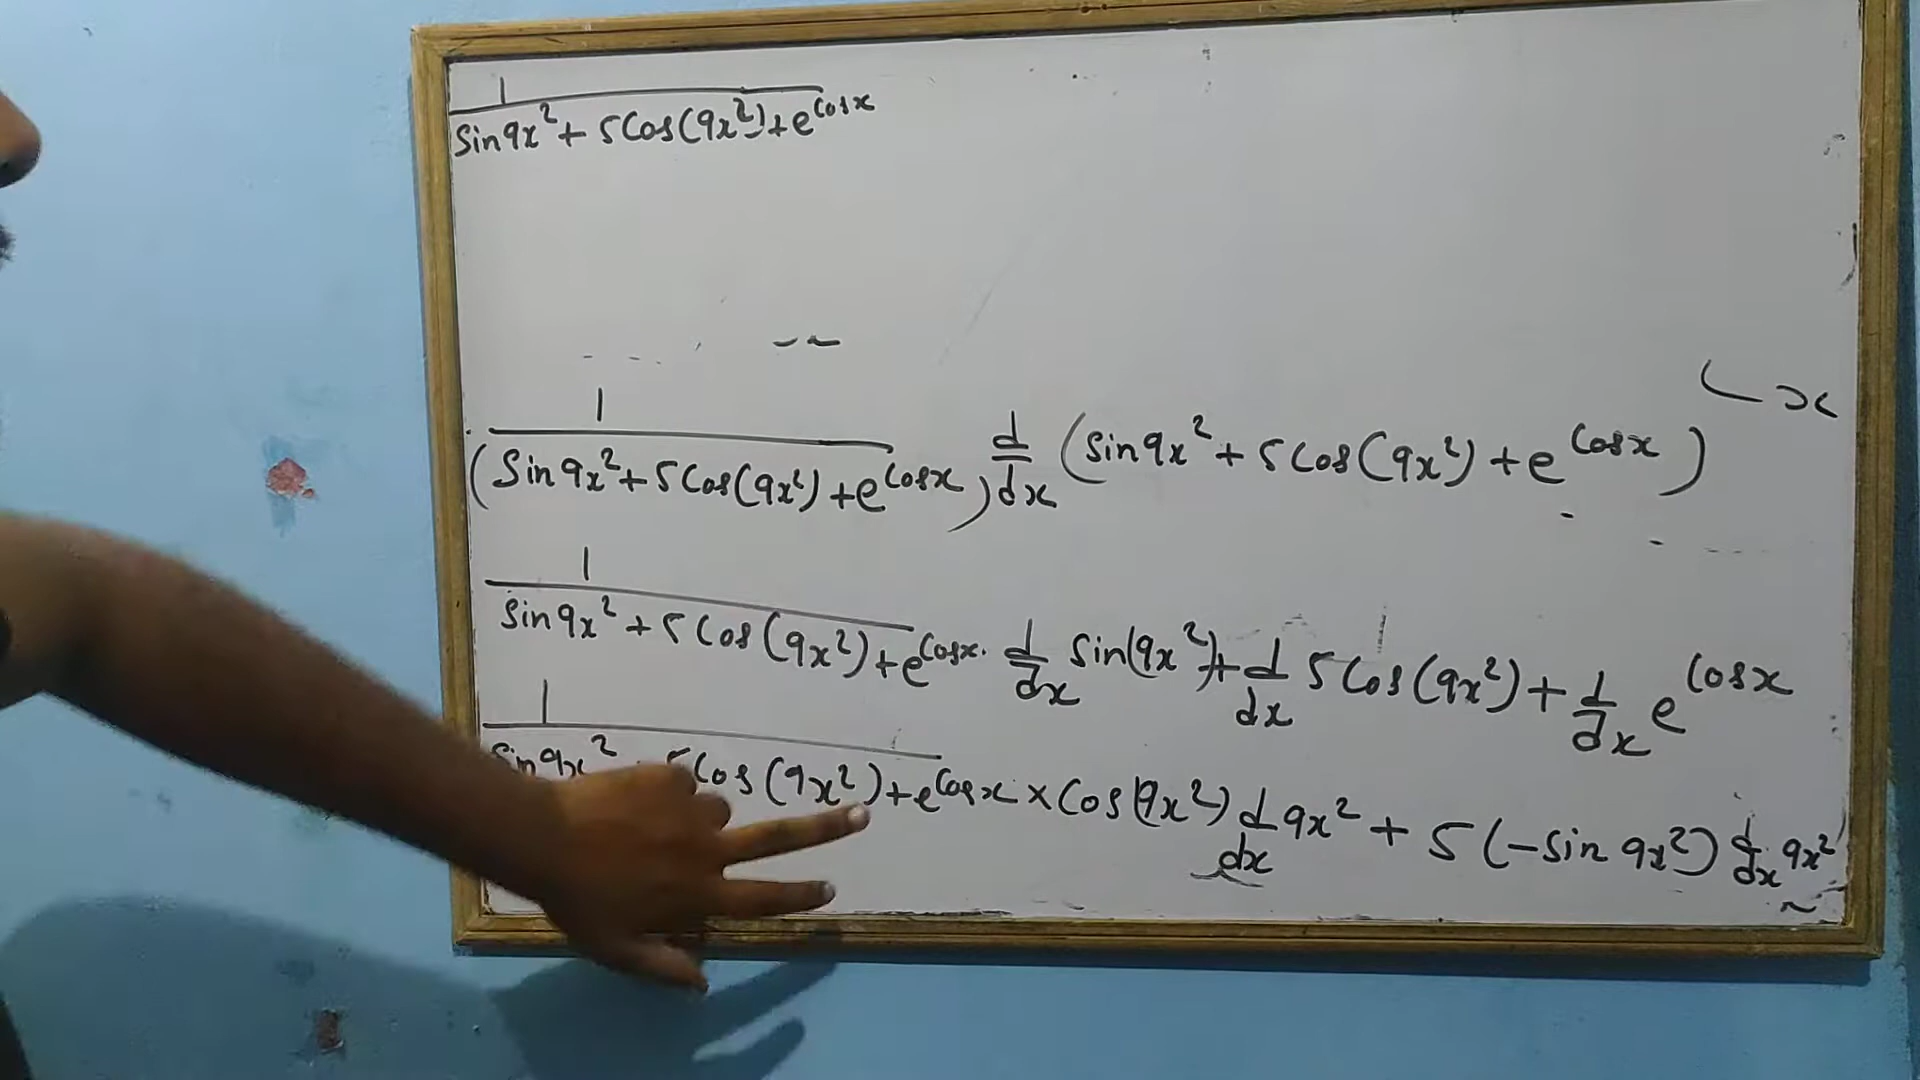 1
Sin9x² + 5Cos(9x²)+e^Cosx
x
1/(Sin9x²+5Cos(9x²)+e^Cosx) d/dx (Sin9x²+5Cos(9x²)+e^Cosx)
1/Sin9x²+5Cos(9x²)+e^Cosx. d/dx Sin(9x²)+d/dx 5Cos(9x²)+d/dx e^Cosx
1/Sin9x² 5Cos(9x²)+e^Cosx×Cos(9x²) d/dx 9x²+5(-Sin 9x²) d/dx 9x²